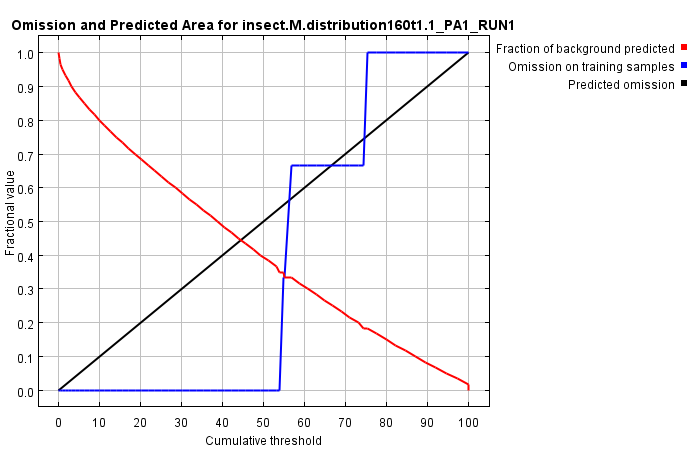 Omission and Predicted Area for insect.M.distribution160t1.1_PA1_RUN1
Fraction of background predicted
Omission on training samples
Predicted omission
Fractional value
1.0
0.9
0.8
0.7
0.6
0.5
0.4
0.3
0.2
0.1
0.0
0 10 20 30 40 50 60 70 80 90 100
Cumulative threshold